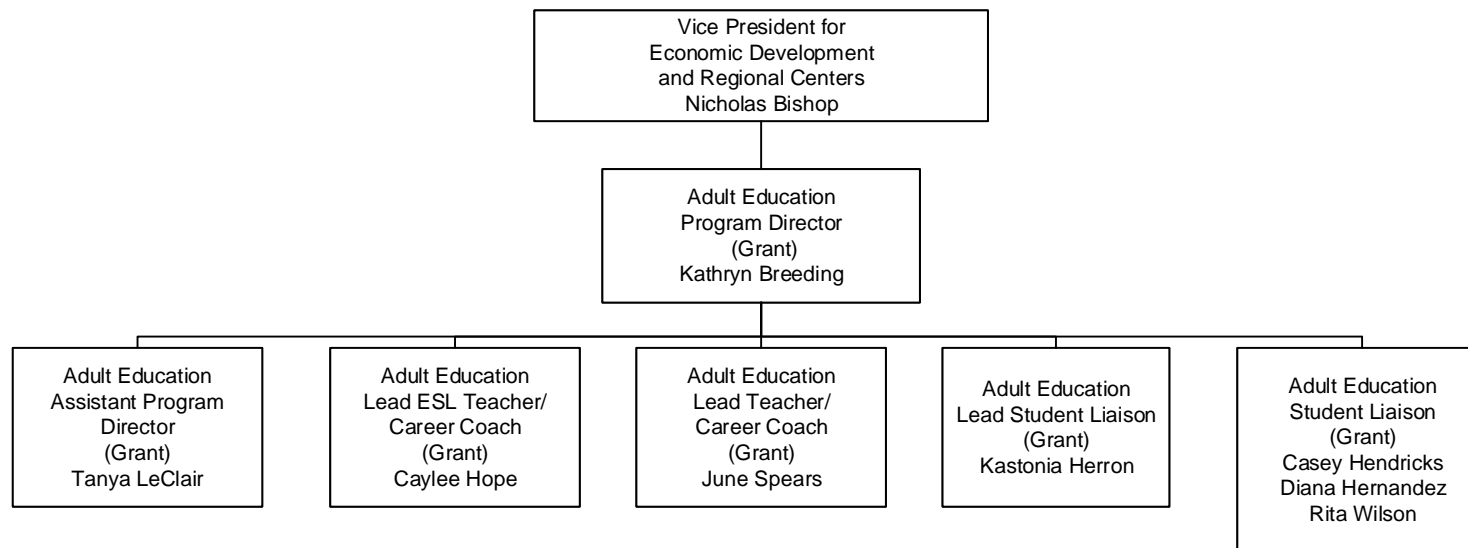 Vice President for
Economic Development
and Regional Centers
Nicholas Bishop
Adult Education
Program Director
(Grant)
Kathryn Breeding
Adult Education
Assistant Program
Director
(Grant)
Tanya LeClair
Adult Education
Lead ESL Teacher/
Career Coach
(Grant)
Caylee Hope
Adult Education
Lead Teacher/
Career Coach
(Grant)
June Spears
Adult Education
Lead Student Liaison
(Grant)
Kastonia Herron
Adult Education
Student Liaison
(Grant)
Casey Hendricks
Diana Hernandez
Rita Wilson